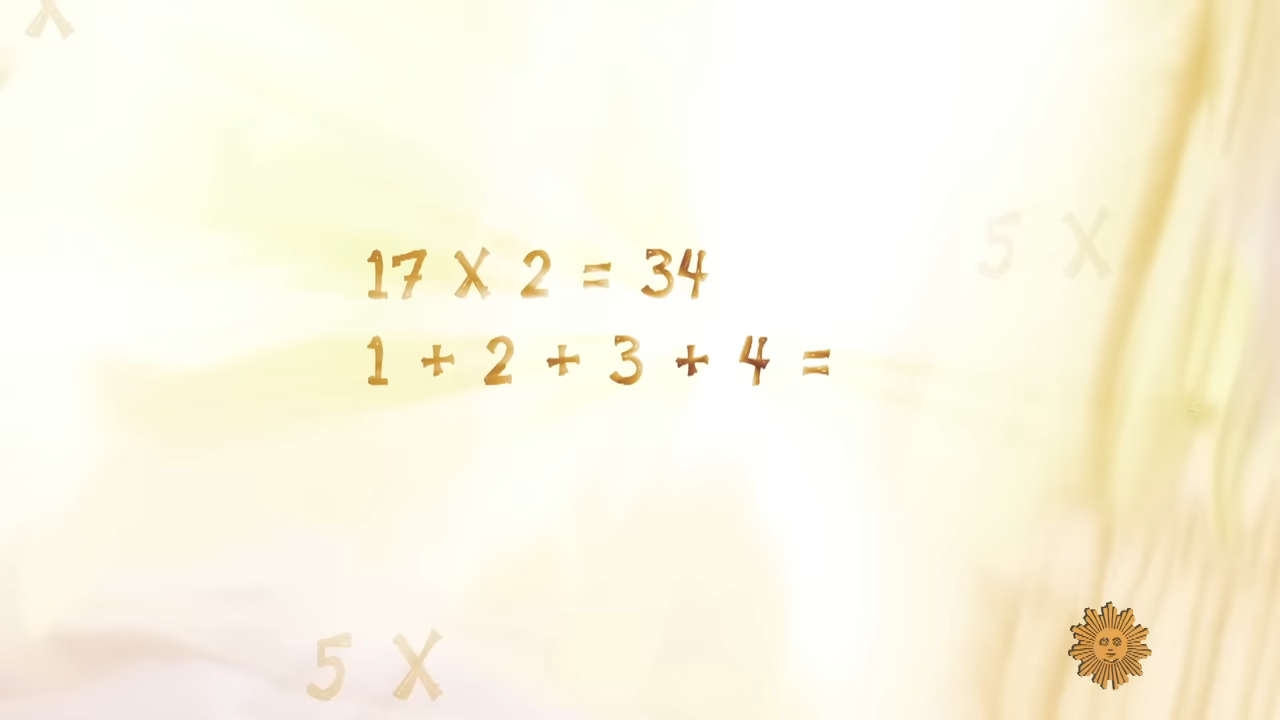 X
5 X
17 X 2 = 34
1 + 2 + 3 + 4 =
5 X